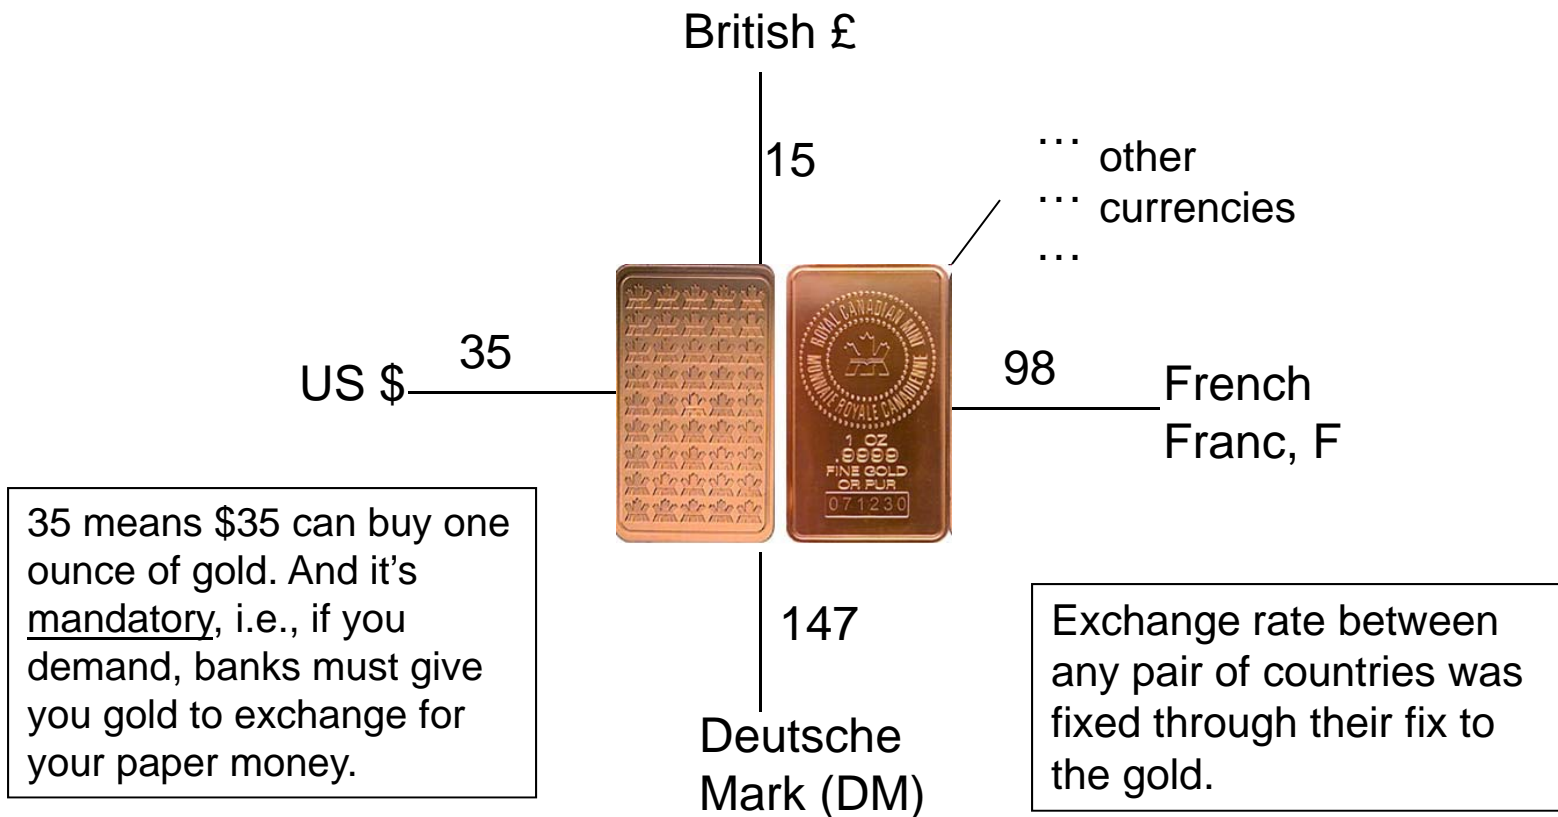 British £
15
… other
… currencies
…
US $
35
98
French
Franc, F
ROYAL CANADIAN MINT
MONNAIE ROYALE CANADIENNE
1 OZ
.9999
FINE GOLD
OR PUR
071230
35 means $35 can buy one
ounce of gold. And it’s
mandatory, i.e., if you
demand, banks must give
you gold to exchange for
your paper money.
147
Deutsche
Mark (DM)
Exchange rate between
any pair of countries was
fixed through their fix to
the gold.